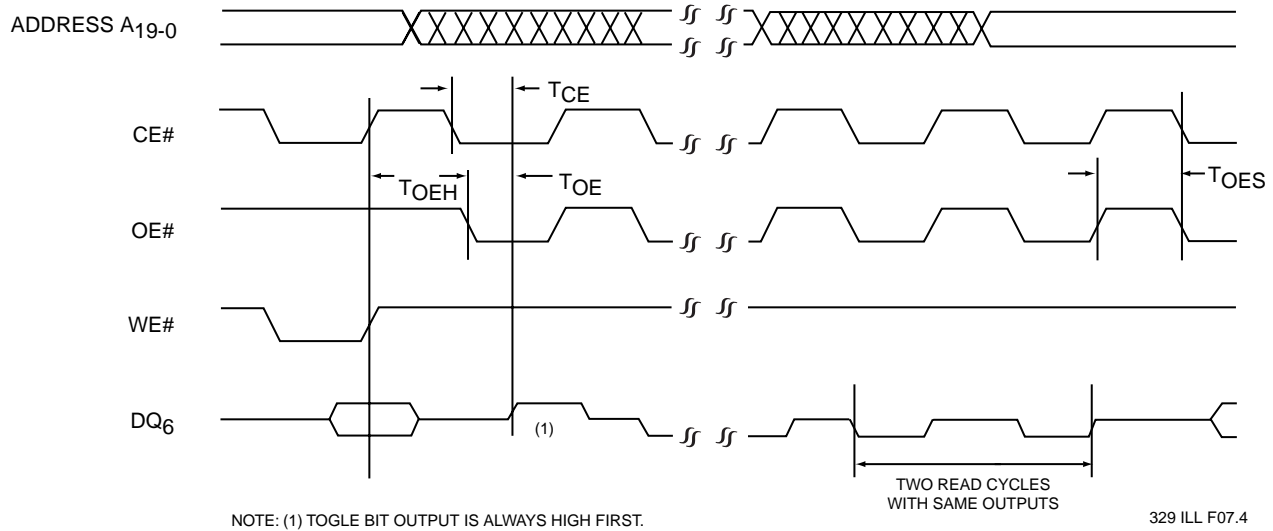 ADDRESS A19-0
TCE
CE#
TOEH
TOE
TOES
OE#
WE#
DQ6
(1)
TWO READ CYCLES
WITH SAME OUTPUTS
NOTE: (1) TOGLE BIT OUTPUT IS ALWAYS HIGH FIRST.
329 ILL F07.4